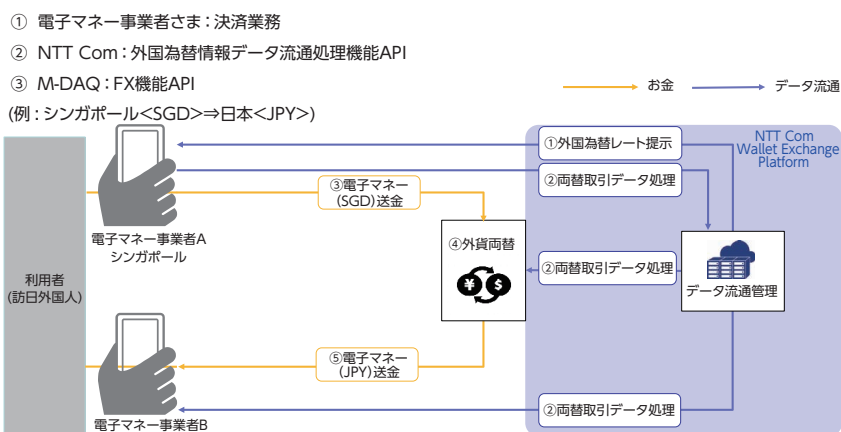 ① 電子マネー事業者さま：決済業務
② NTT Com：外国為替情報データ流通処理機能API
③ M-DAQ：FX機能API
(例：シンガポール<SGD>⇒日本<JPY>)
お金
データ流通
NTT Com
Wallet Exchange
Platform
①外国為替レート提示
②両替取引データ処理
③電子マネー
(SGD)送金
電子マネー事業者A
シンガポール
④外貨両替
¥ $
②両替取引データ処理
データ流通管理
利用者
(訪日外国人)
⑤電子マネー
(JPY)送金
②両替取引データ処理
電子マネー事業者B